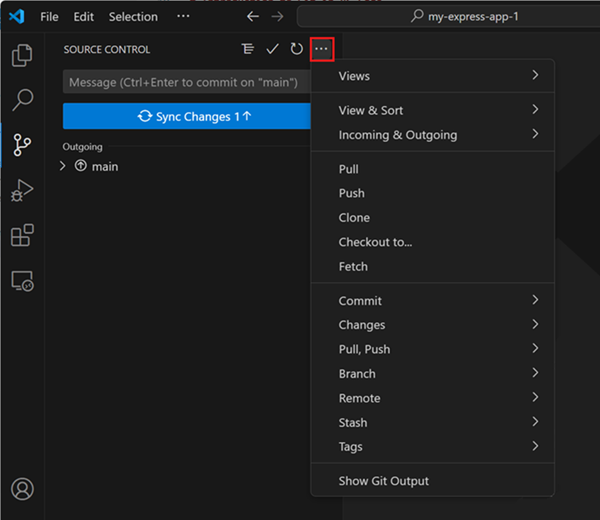 File Edit Selection ... my-express-app-1
SOURCE CONTROL
Message (Ctrl+Enter to commit on "main")
Sync Changes 1↑
Outgoing
main
Views
View & Sort
Incoming & Outgoing
Pull
Push
Clone
Checkout to...
Fetch
Commit
Changes
Pull, Push
Branch
Remote
Stash
Tags
Show Git Output